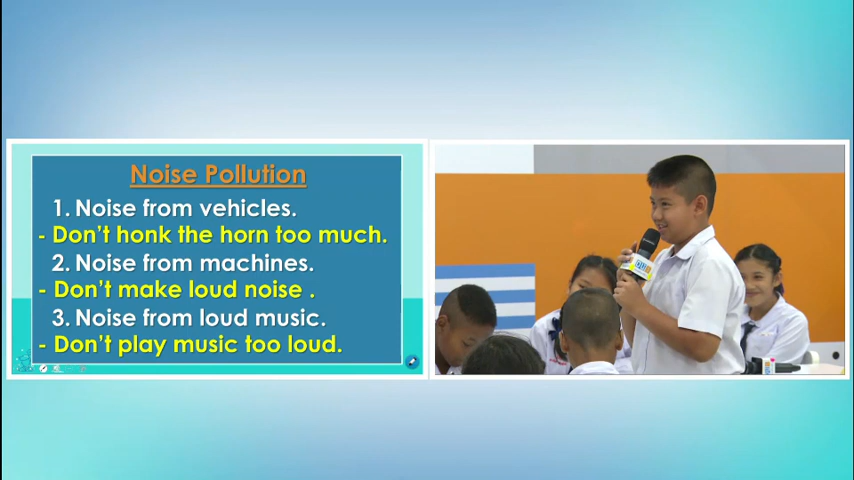 Noise Pollution
1. Noise from vehicles.
- Don't honk the horn too much.
2. Noise from machines.
- Don't make loud noise .
3. Noise from loud music.
- Don't play music too loud.